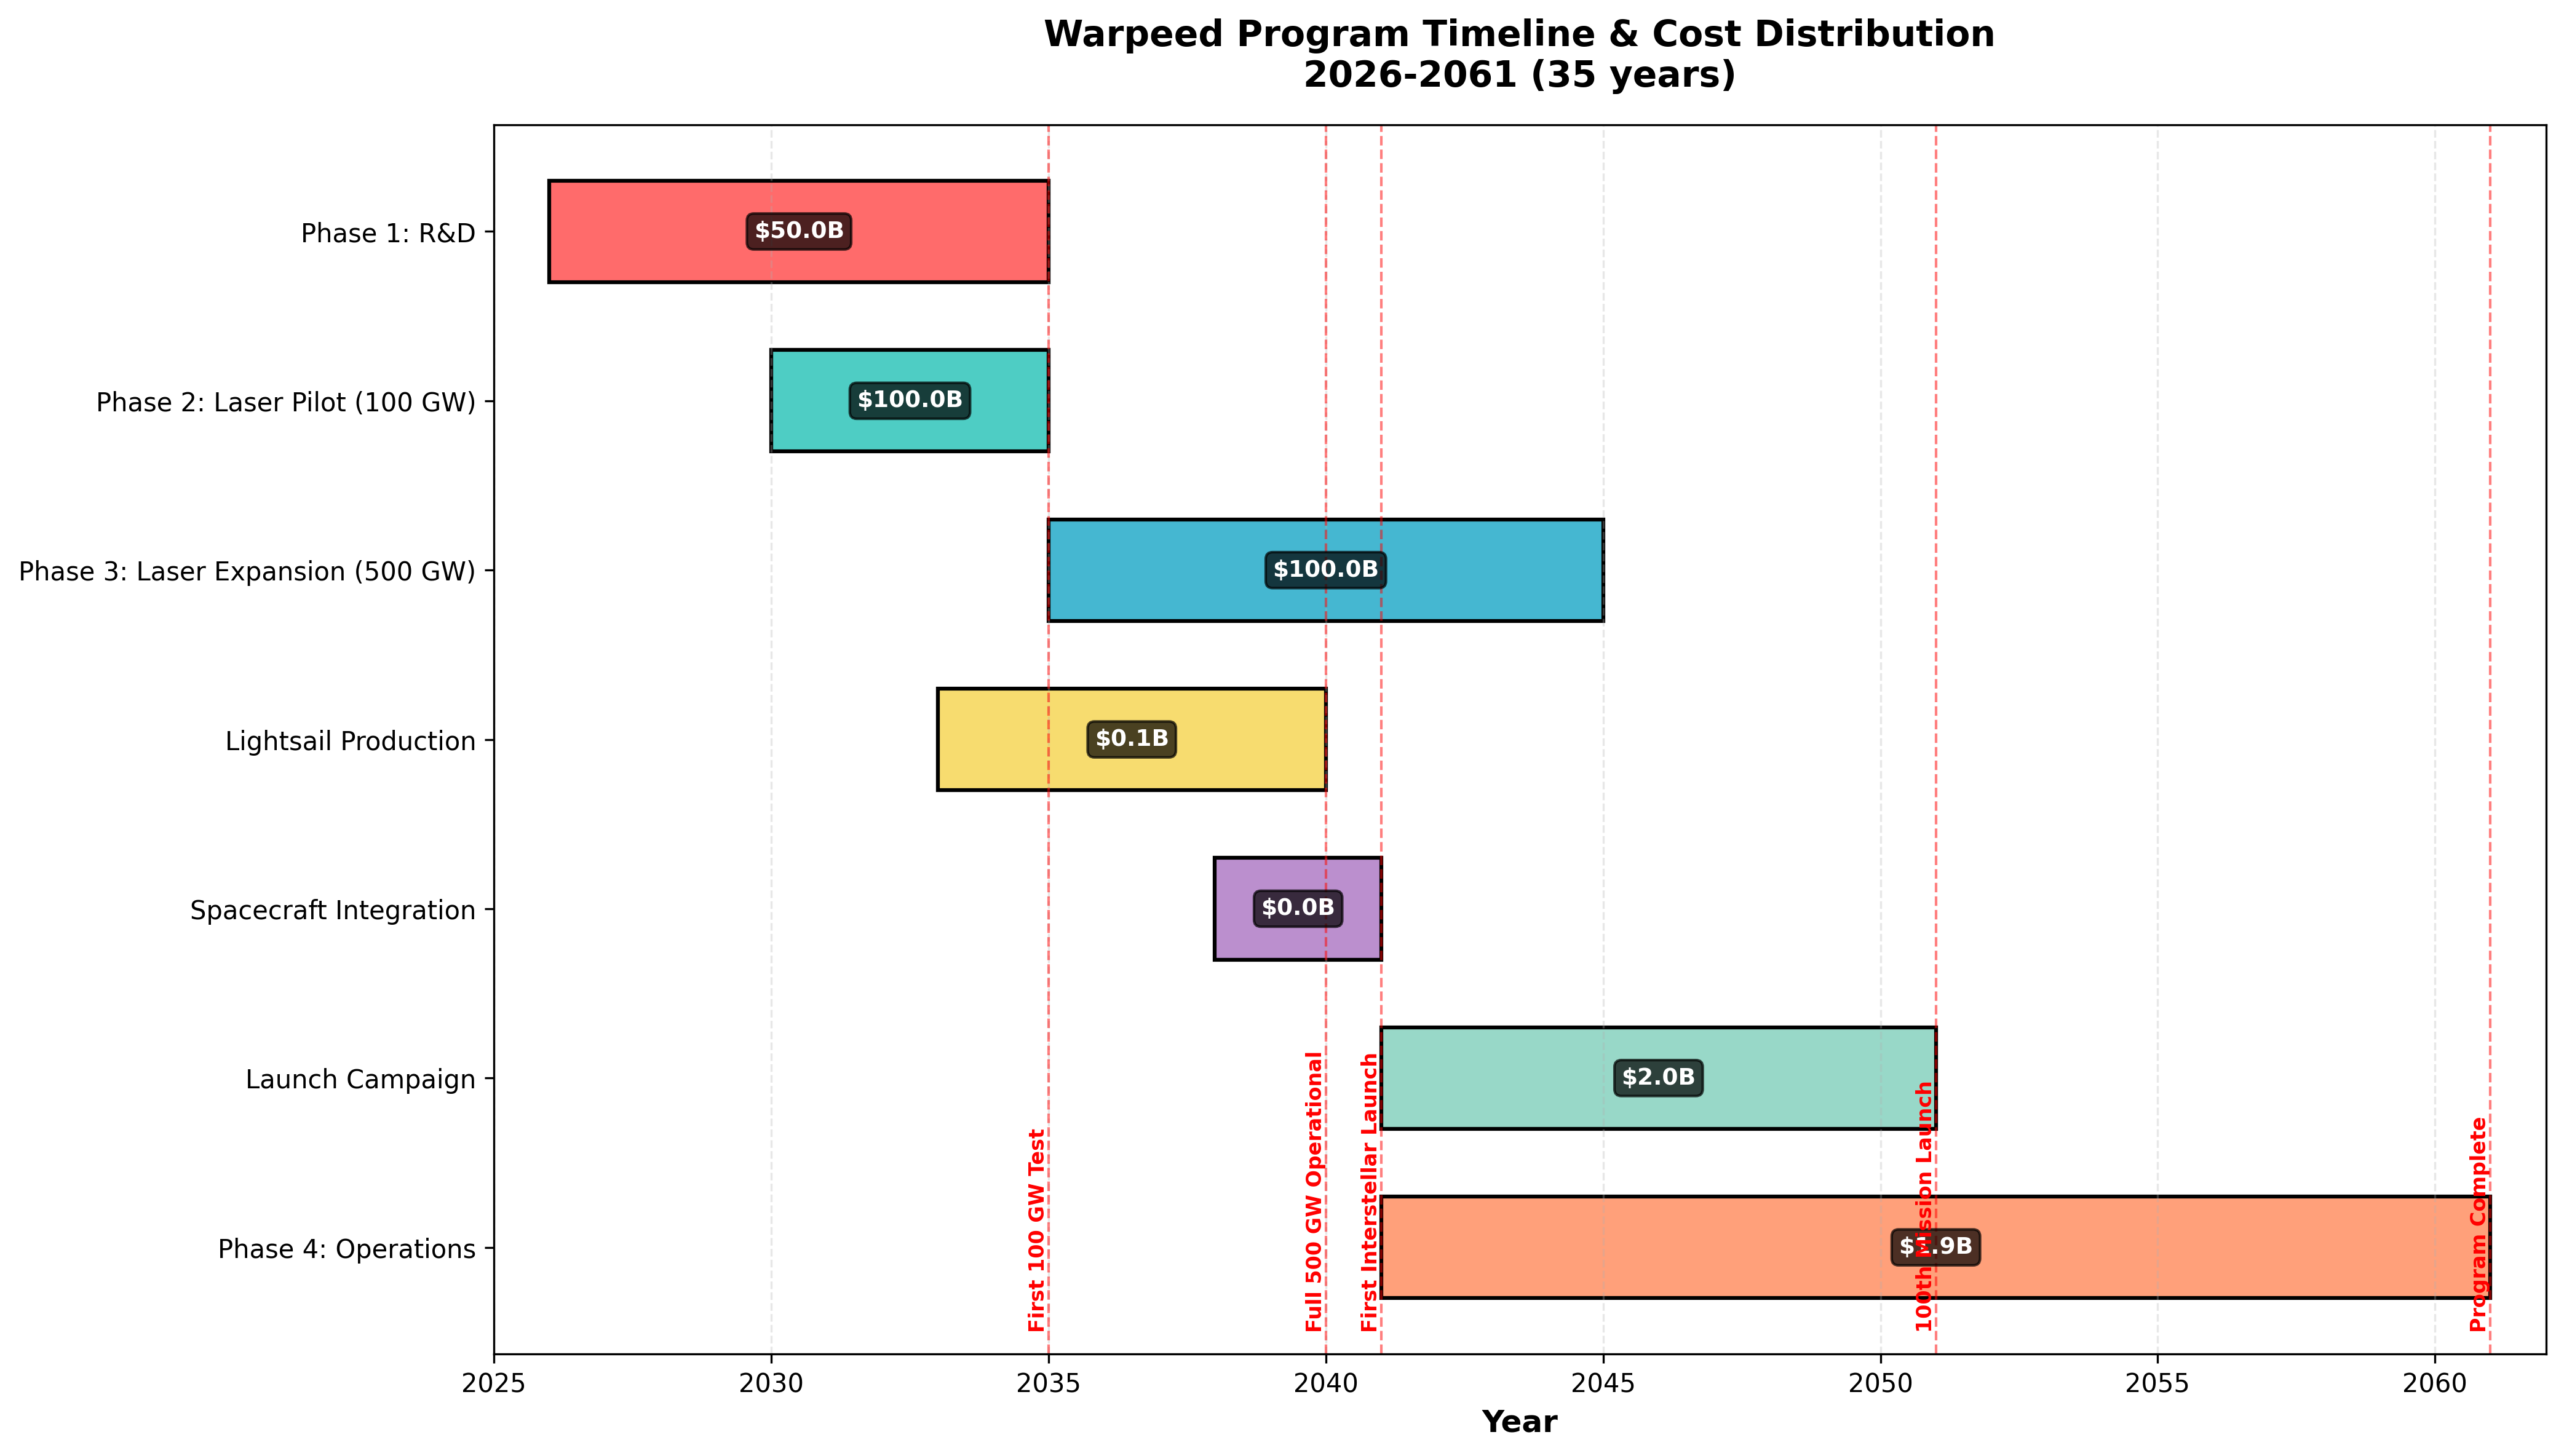 Warpeed Program Timeline & Cost Distribution
2026-2061 (35 years)
Phase 1: R&D
$50.0B
Phase 2: Laser Pilot (100 GW)
$100.0B
Phase 3: Laser Expansion (500 GW)
$100.0B
Lightsail Production
$0.1B
Spacecraft Integration
$0.0B
Launch Campaign
$2.0B
Phase 4: Operations
First 100 GW Test
Full 500 GW Operational
First Interstellar Launch
100th Mission Launch
Program Complete
2025
2030
2035
2040
2045
2050
2055
2060
Year